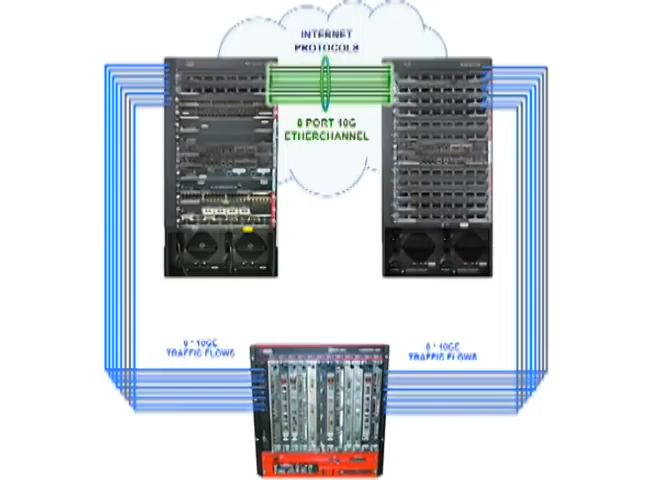 INTERNET
PROTOCOLS
8 PORT 10G
ETHERCHANNEL
8 * 10GE
TRAFFIC FLOWS
8 * 10GE
TRAFFIC FLOWS